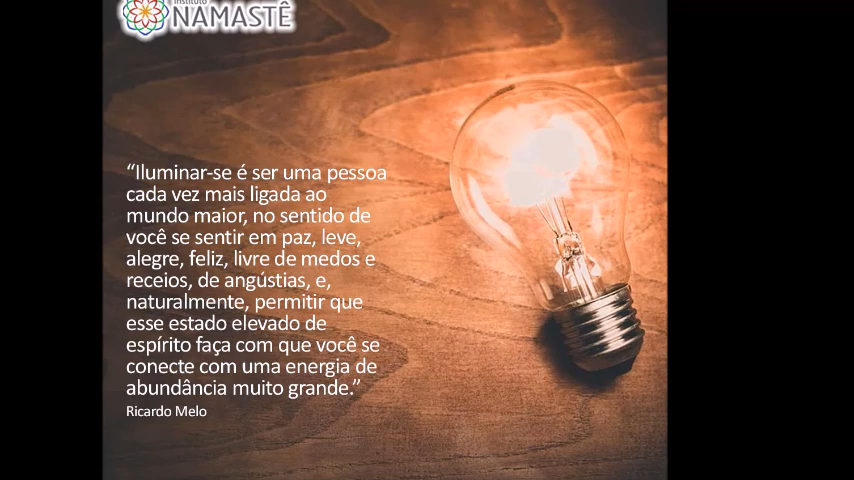 Instituto
NAMASTÊ
“Iluminar-se é ser uma pessoa
cada vez mais ligada ao
mundo maior, no sentido de
você se sentir em paz, leve,
alegre, feliz, livre de medos e
receios, de angústias, e,
naturalmente, permitir que
esse estado elevado de
espírito faça com que você se
conecte com uma energia de
abundância muito grande.”
Ricardo Melo